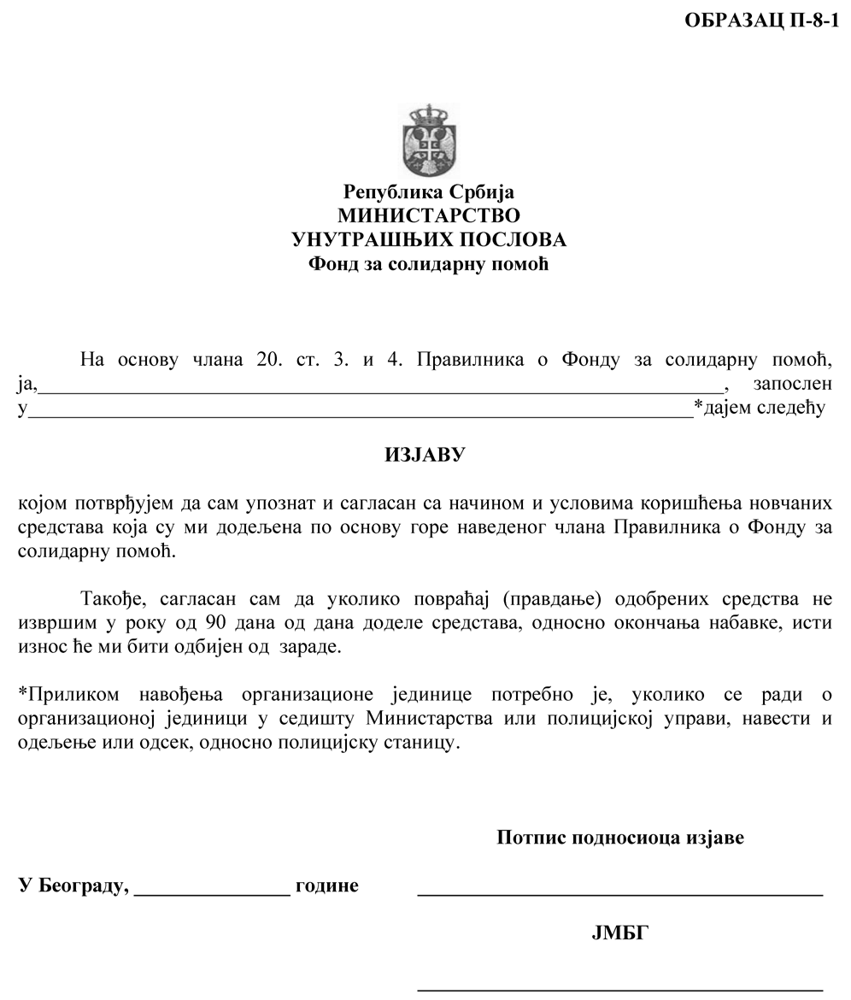 ОБРАЗАЦ П-8-1
Република Србија
МИНИСТАРСТВО
УНУТРАШЊИХ ПОСЛОВА
Фонд за солидарну помоћ
На основу члана 20. ст. 3. и 4. Правилника о Фонду за солидарну помоћ,
ја,__________________________________________________________________, запослен
у________________________________________________________________*дајем следећу
ИЗЈАВУ
којом потврђујем да сам упознат и сагласан са начином и условима коришћења новчаних
средстава која су ми додељена по основу горе наведеног члана Правилника о Фонду за
солидарну помоћ.
Такође, сагласан сам да уколико повраћај (правдање) одобрених средства не
извршим у року од 90 дана од дана доделе средстава, односно окончања набавке, исти
износ ће ми бити одбијен од зараде.
*Приликом навођења организационе јединице потребно је, уколико се ради о
организационој јединици у седишту Министарства или полицијској управи, навести и
одељење или одсек, односно полицијску станицу.
Потпис подносиоца изјаве
У Београду, _______________ године _______________________________________
ЈМБГ
_______________________________________